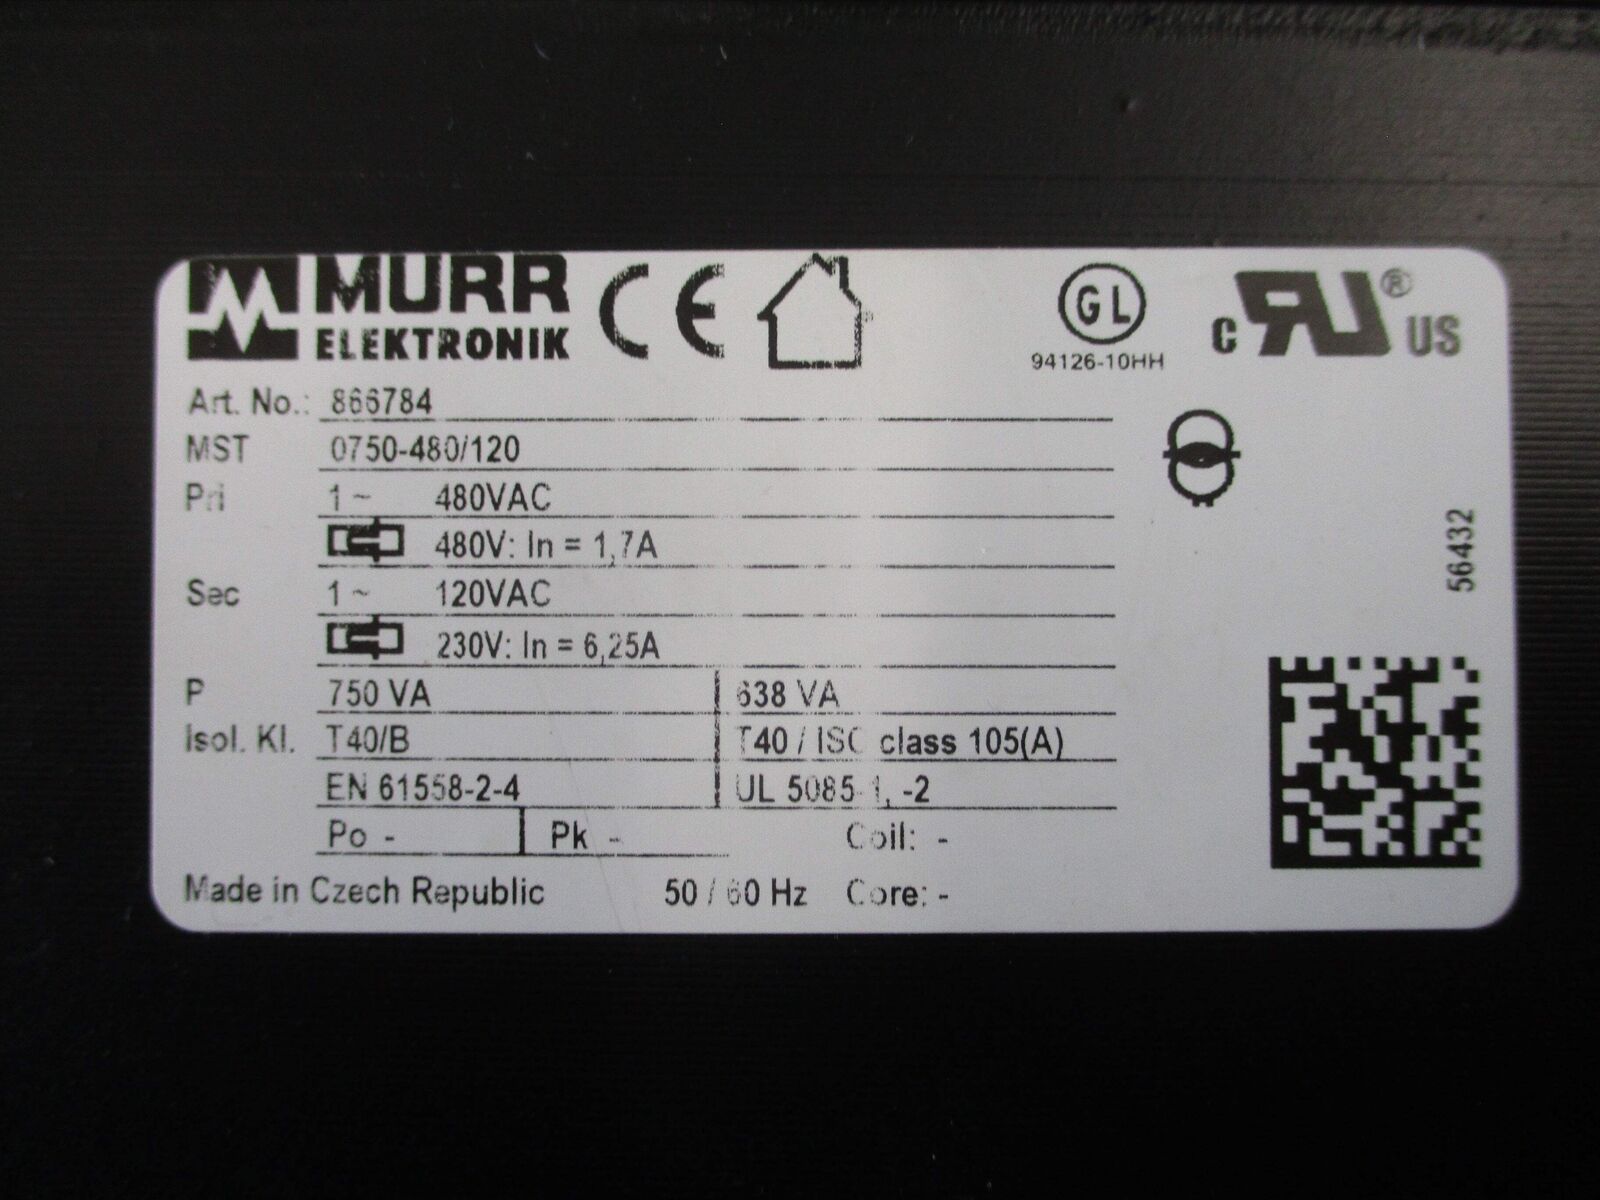 MURR
ELEKTRONIK
CE
GL
94126-10HH
c RU® US
Art. No.: 866784
MST 0750-480/120
Pri 1 ~ 480VAC
480V: In = 1,7A
Sec 1 ~ 120VAC
230V: In = 6,25A
56432
P 750 VA 638 VA
Isol. Kl. T40/B T40 / ISO class 105(A)
EN 61558-2-4 UL 5085-1, -2
Po - Pk - Coil: -
Made in Czech Republic 50 / 60 Hz Core: -